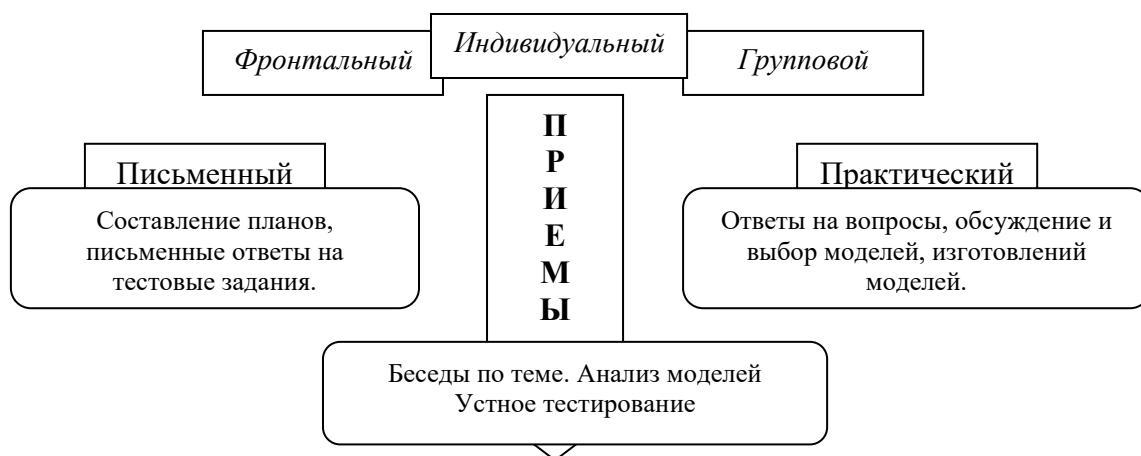 Фронтальный
Индивидуальный
Групповой
П
Р
И
Е
М
Ы
Письменный
Составление планов,
письменные ответы на
тестовые задания.
Практический
Ответы на вопросы, обсуждение и
выбор моделей, изготовлений
моделей.
Беседы по теме. Анализ моделей
Устное тестирование